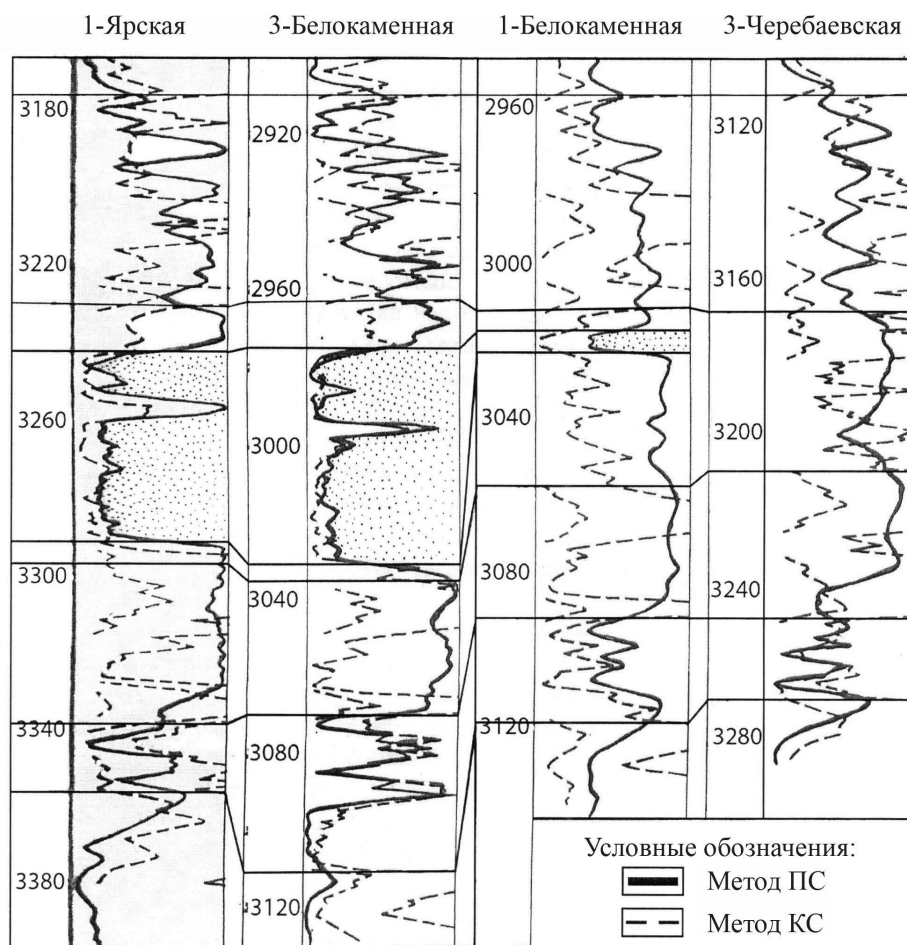 1-Ярская 3-Белокаменная 1-Белокаменная 3-Черебаевская
3180 2920 2960 3120
3220 2960 3000 3160
3260 3000 3040 3200
3300 3040 3080 3240
3340 3080 3120 3280
3380 3120
Условные обозначения:
Метод ПС
Метод КС